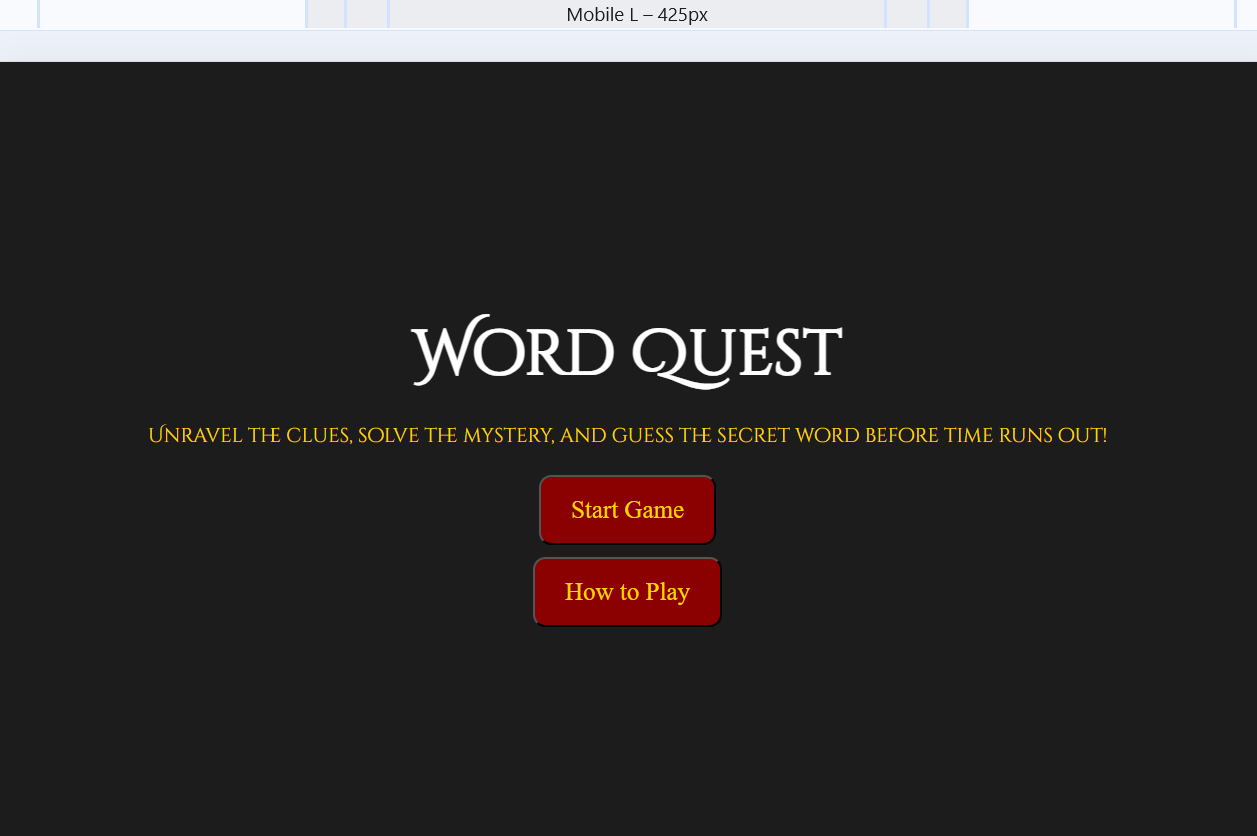 Mobile L – 425px
Word Quest
Unravel the clues, solve the mystery, and guess the secret word before time runs out!
Start Game
How to Play